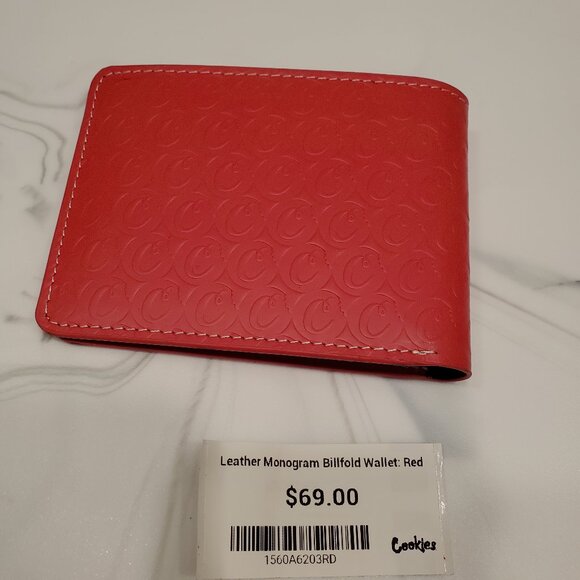 Leather Monogram Billfold Wallet: Red
$69.00
1560A6203RD
Cookies